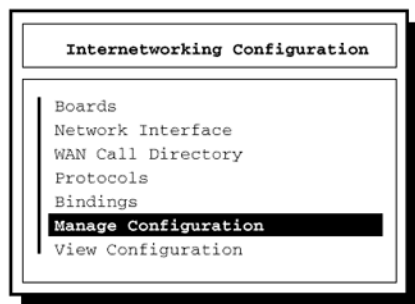 Internetworking Configuration
Boards
Network Interface
WAN Call Directory
Protocols
Bindings
Manage Configuration
View Configuration